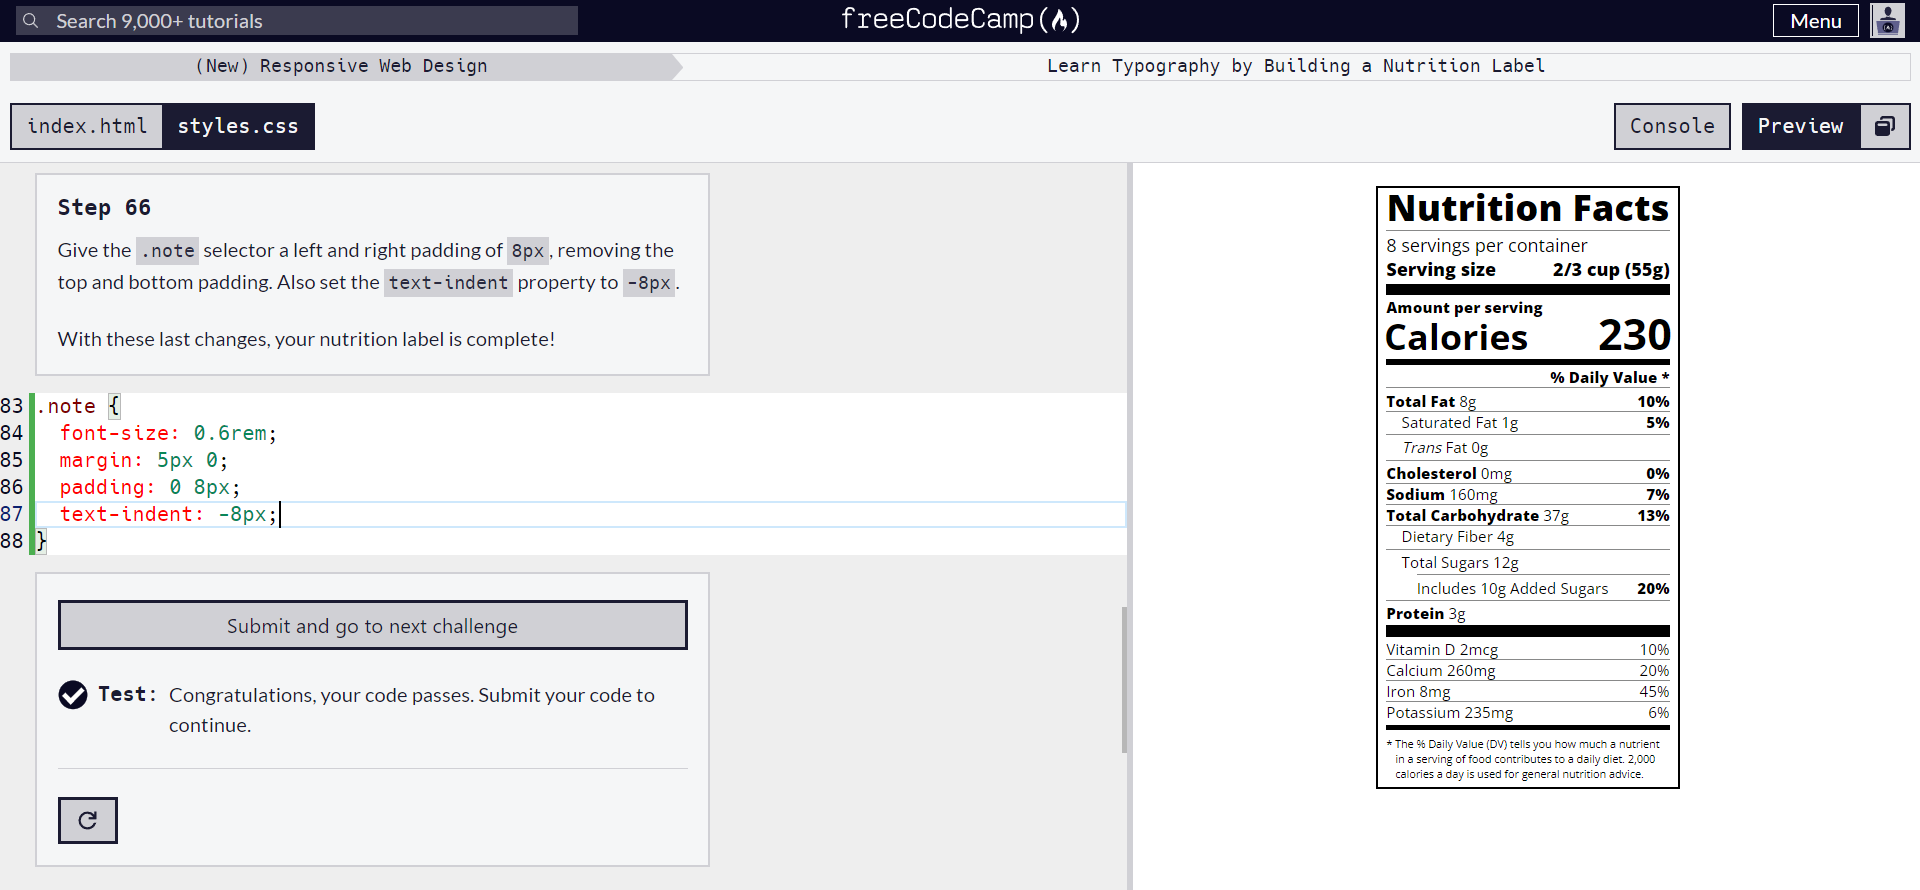 Search 9,000+ tutorials
freeCodeCamp
Menu
(New) Responsive Web Design
Learn Typography by Building a Nutrition Label
index.html
styles.css
Console
Preview
Step 66
Give the .note selector a left and right padding of 8px, removing the
top and bottom padding. Also set the text-indent property to -8px.
With these last changes, your nutrition label is complete!
83 .note {
84 font-size: 0.6rem;
85 margin: 5px 0;
86 padding: 0 8px;
87 text-indent: -8px;
88 }
Submit and go to next challenge
Test: Congratulations, your code passes. Submit your code to
continue.
Nutrition Facts
8 servings per container
Serving size 2/3 cup (55g)
Amount per serving
Calories 230
% Daily Value *
Total Fat 8g 10%
Saturated Fat 1g 5%
Trans Fat 0g
Cholesterol 0mg 0%
Sodium 160mg 7%
Total Carbohydrate 37g 13%
Dietary Fiber 4g
Total Sugars 12g
Includes 10g Added Sugars 20%
Protein 3g
Vitamin D 2mcg 10%
Calcium 260mg 20%
Iron 8mg 45%
Potassium 235mg 6%
* The % Daily Value (DV) tells you how much a nutrient
in a serving of food contributes to a daily diet. 2,000
calories a day is used for general nutrition advice.